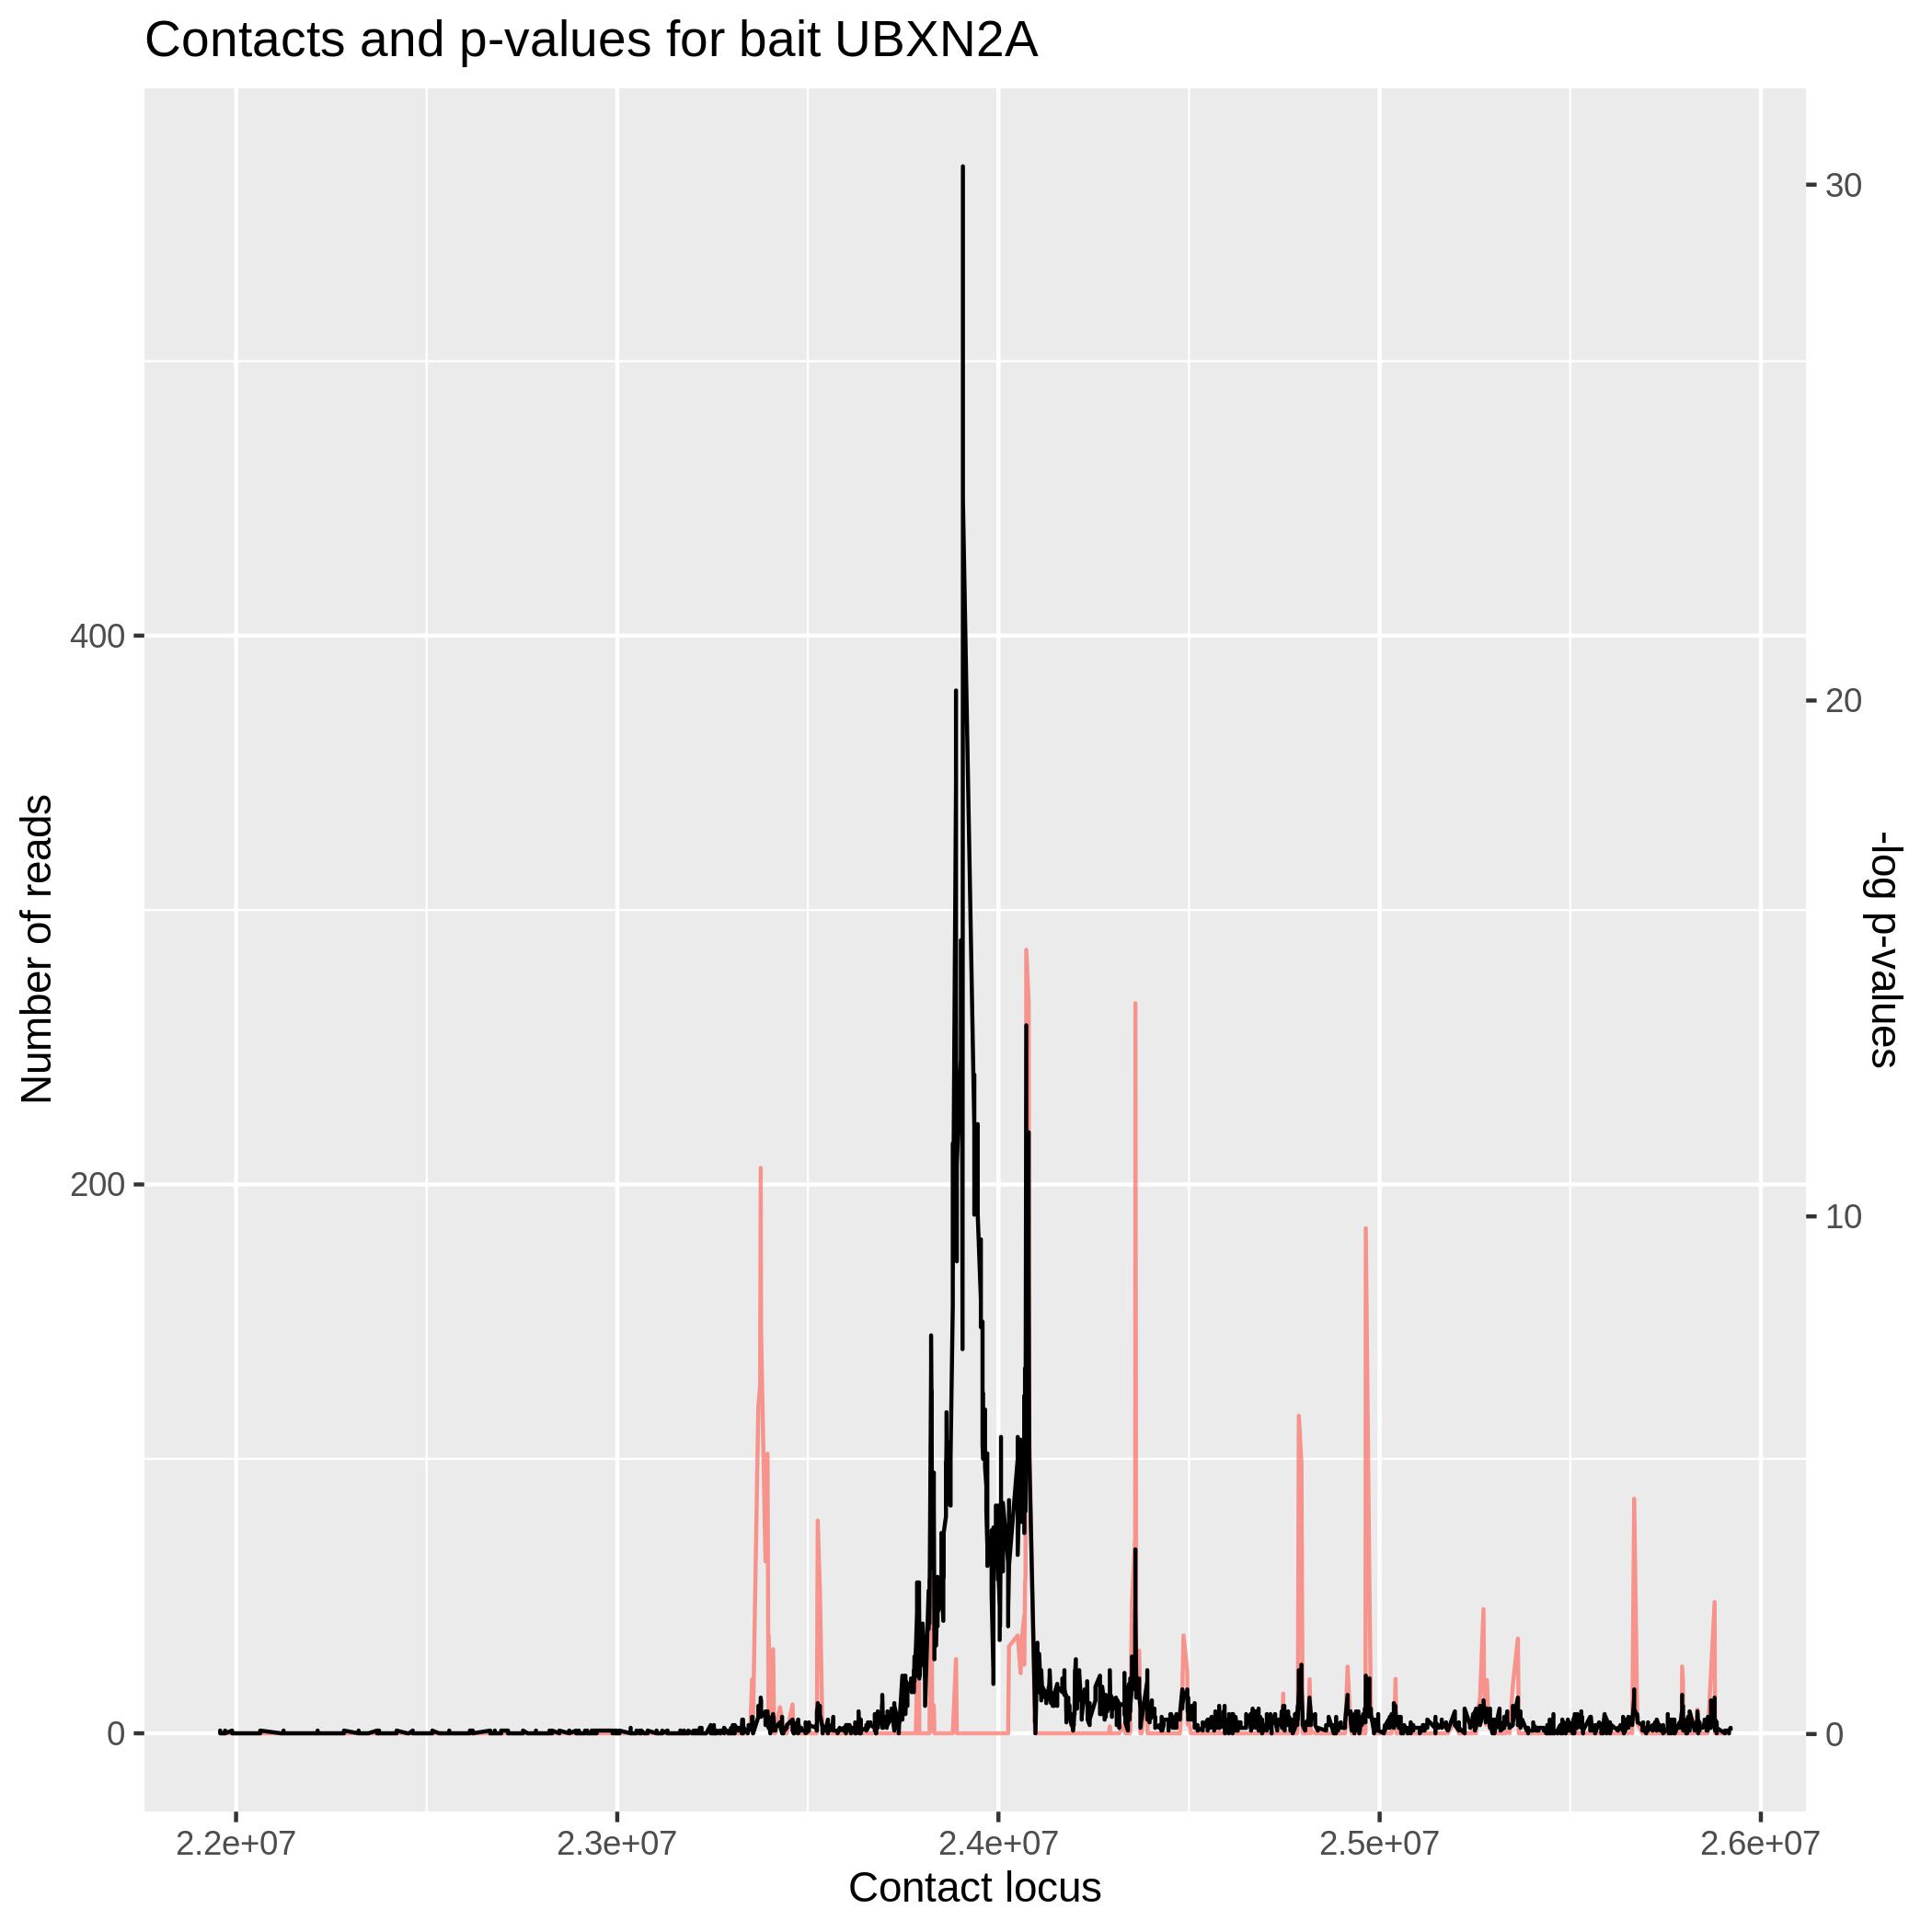 Contacts and p-values for bait UBXN2A
Number of reads
400
200
0
30
20
10
0
-log p-values
2.2e+07 2.3e+07 2.4e+07 2.5e+07 2.6e+07
Contact locus